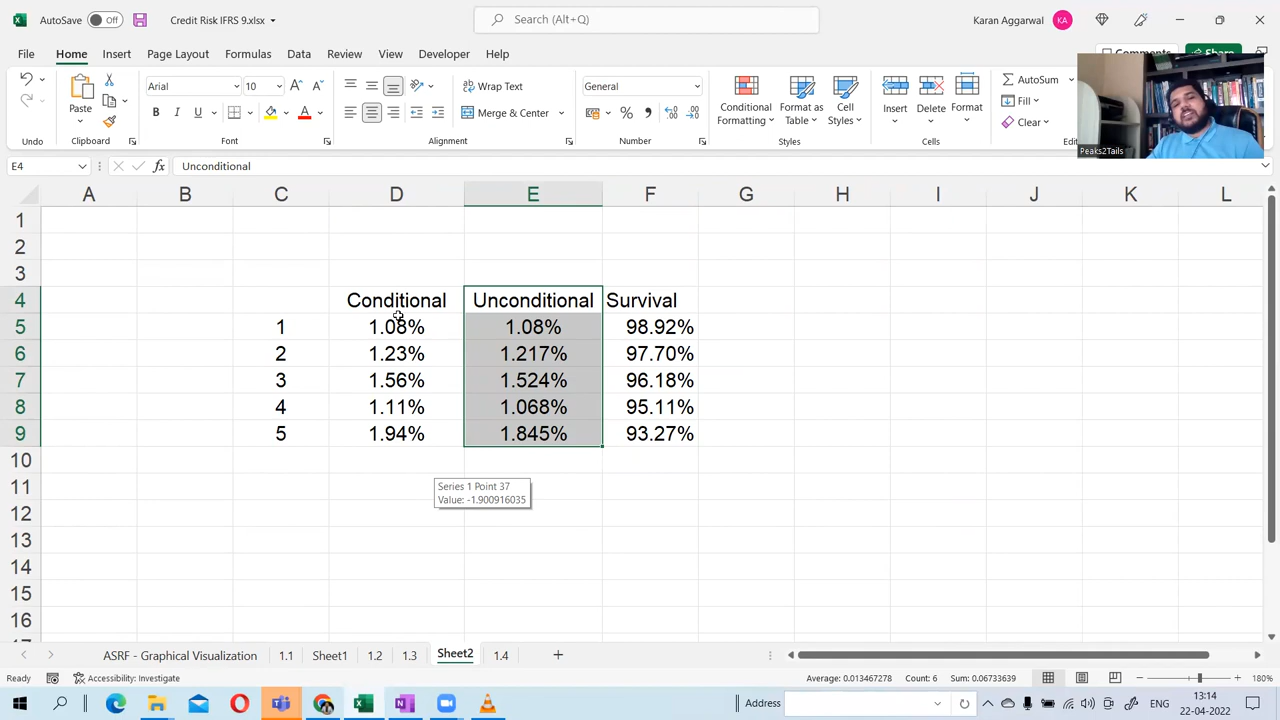 AutoSave Off Credit Risk IFRS 9.xlsx Search (Alt+Q) Karan Aggarwal KA
File Home Insert Page Layout Formulas Data Review View Developer Help Comments Share
Paste Arial 10 Wrap Text General Conditional Formatting Format as Table Cell Styles Insert Delete Format AutoSum
B I U Merge & Center Fill
Clear
Undo Clipboard Font Alignment Number Styles Cells
Peaks2Tails
E4 fx Unconditional
A B C D E F G H I J K L
1
2
3
4 Conditional Unconditional Survival
5 1 1.08% 1.08% 98.92%
6 2 1.23% 1.217% 97.70%
7 3 1.56% 1.524% 96.18%
8 4 1.11% 1.068% 95.11%
9 5 1.94% 1.845% 93.27%
10
11 Series 1 Point 37
Value: -1.900916035
12
13
14
15
16
ASRF - Graphical Visualization 1.1 Sheet1 1.2 1.3 Sheet2 1.4
Ready Accessibility: Investigate Average: 0.013467278 Count: 6 Sum: 0.06733639 180%
Address ENG 13:14
22-04-2022